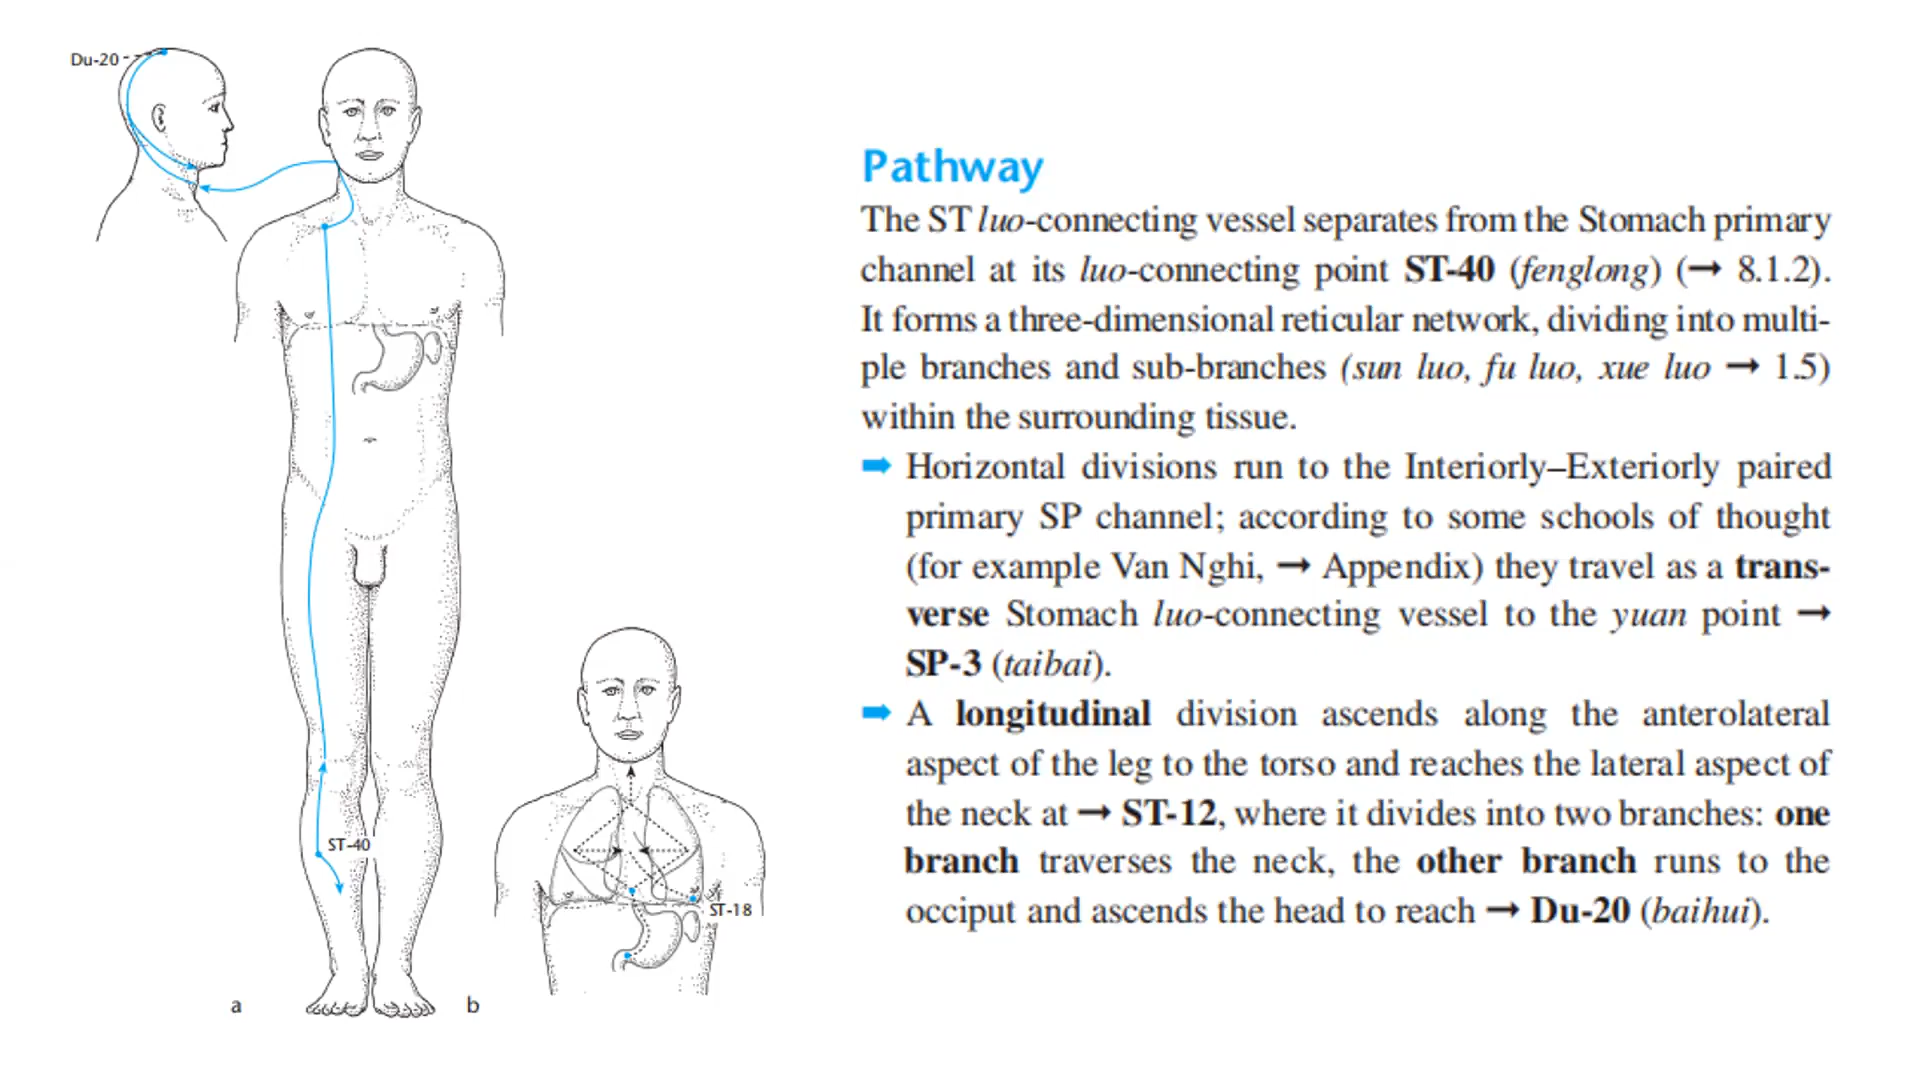 Du-20
ST-40
ST-18
a
b
Pathway
The ST luo-connecting vessel separates from the Stomach primary
channel at its luo-connecting point ST-40 (fenglong) (→ 8.1.2).
It forms a three-dimensional reticular network, dividing into multi-
ple branches and sub-branches (sun luo, fu luo, xue luo → 1.5)
within the surrounding tissue.
➡ Horizontal divisions run to the Interiorly–Exteriorly paired
primary SP channel; according to some schools of thought
(for example Van Nghi, → Appendix) they travel as a trans-
verse Stomach luo-connecting vessel to the yuan point →
SP-3 (taibai).
➡ A longitudinal division ascends along the anterolateral
aspect of the leg to the torso and reaches the lateral aspect of
the neck at → ST-12, where it divides into two branches: one
branch traverses the neck, the other branch runs to the
occiput and ascends the head to reach → Du-20 (baihui).